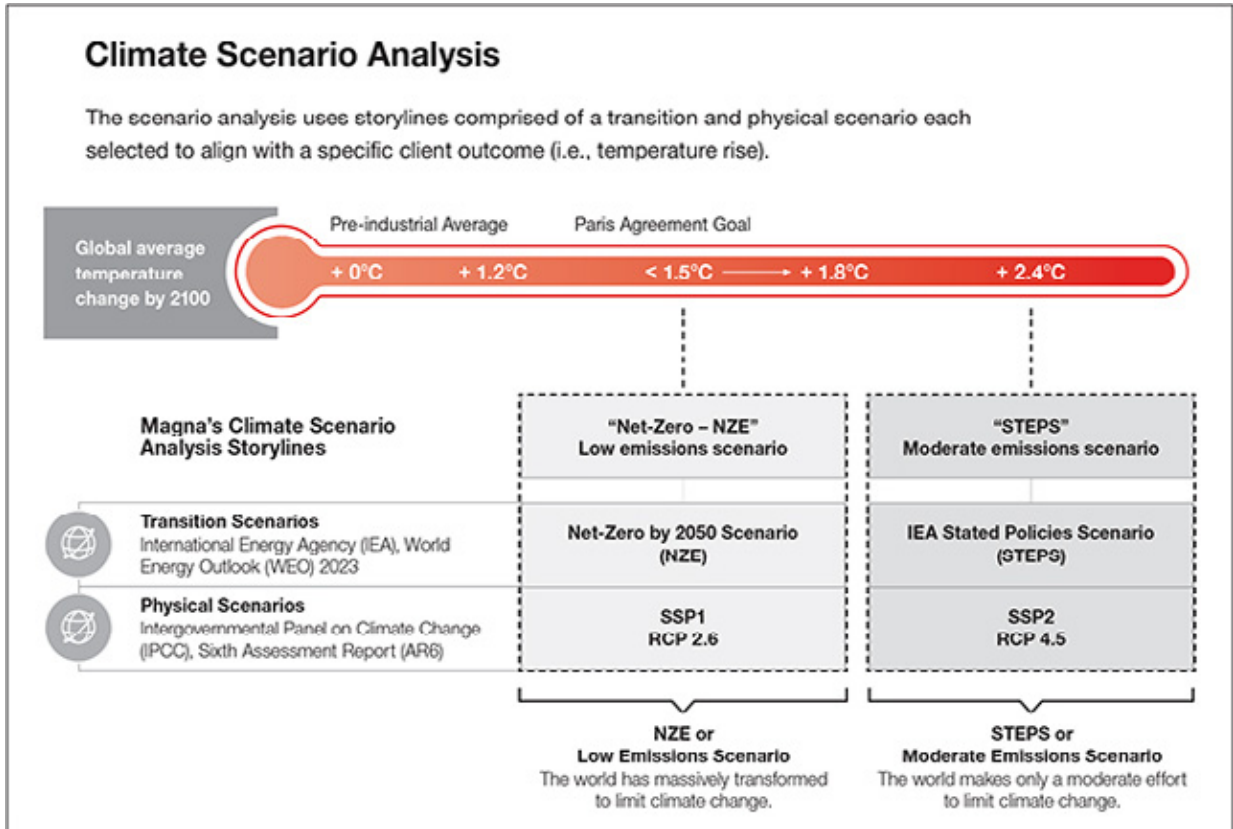 Climate Scenario Analysis
The scenario analysis uses storylines comprised of a transition and physical scenario each
selected to align with a specific client outcome (i.e., temperature rise).
Global average
temperature
change by 2100
Pre-industrial Average
Paris Agreement Goal
+ 0°C
+ 1.2°C
< 1.5°C
+ 1.8°C
+ 2.4°C
Magna's Climate Scenario
Analysis Storylines
"Net-Zero – NZE"
Low emissions scenario
"STEPS"
Moderate emissions scenario
Transition Scenarios
International Energy Agency (IEA), World
Energy Outlook (WEO) 2023
Net-Zero by 2050 Scenario
(NZE)
IEA Stated Policies Scenario
(STEPS)
Physical Scenarios
Intergovernmental Panel on Climate Change
(IPCC), Sixth Assessment Report (AR6)
SSP1
RCP 2.6
SSP2
RCP 4.5
NZE or
Low Emissions Scenario
The world has massively transformed
to limit climate change.
STEPS or
Moderate Emissions Scenario
The world makes only a moderate effort
to limit climate change.